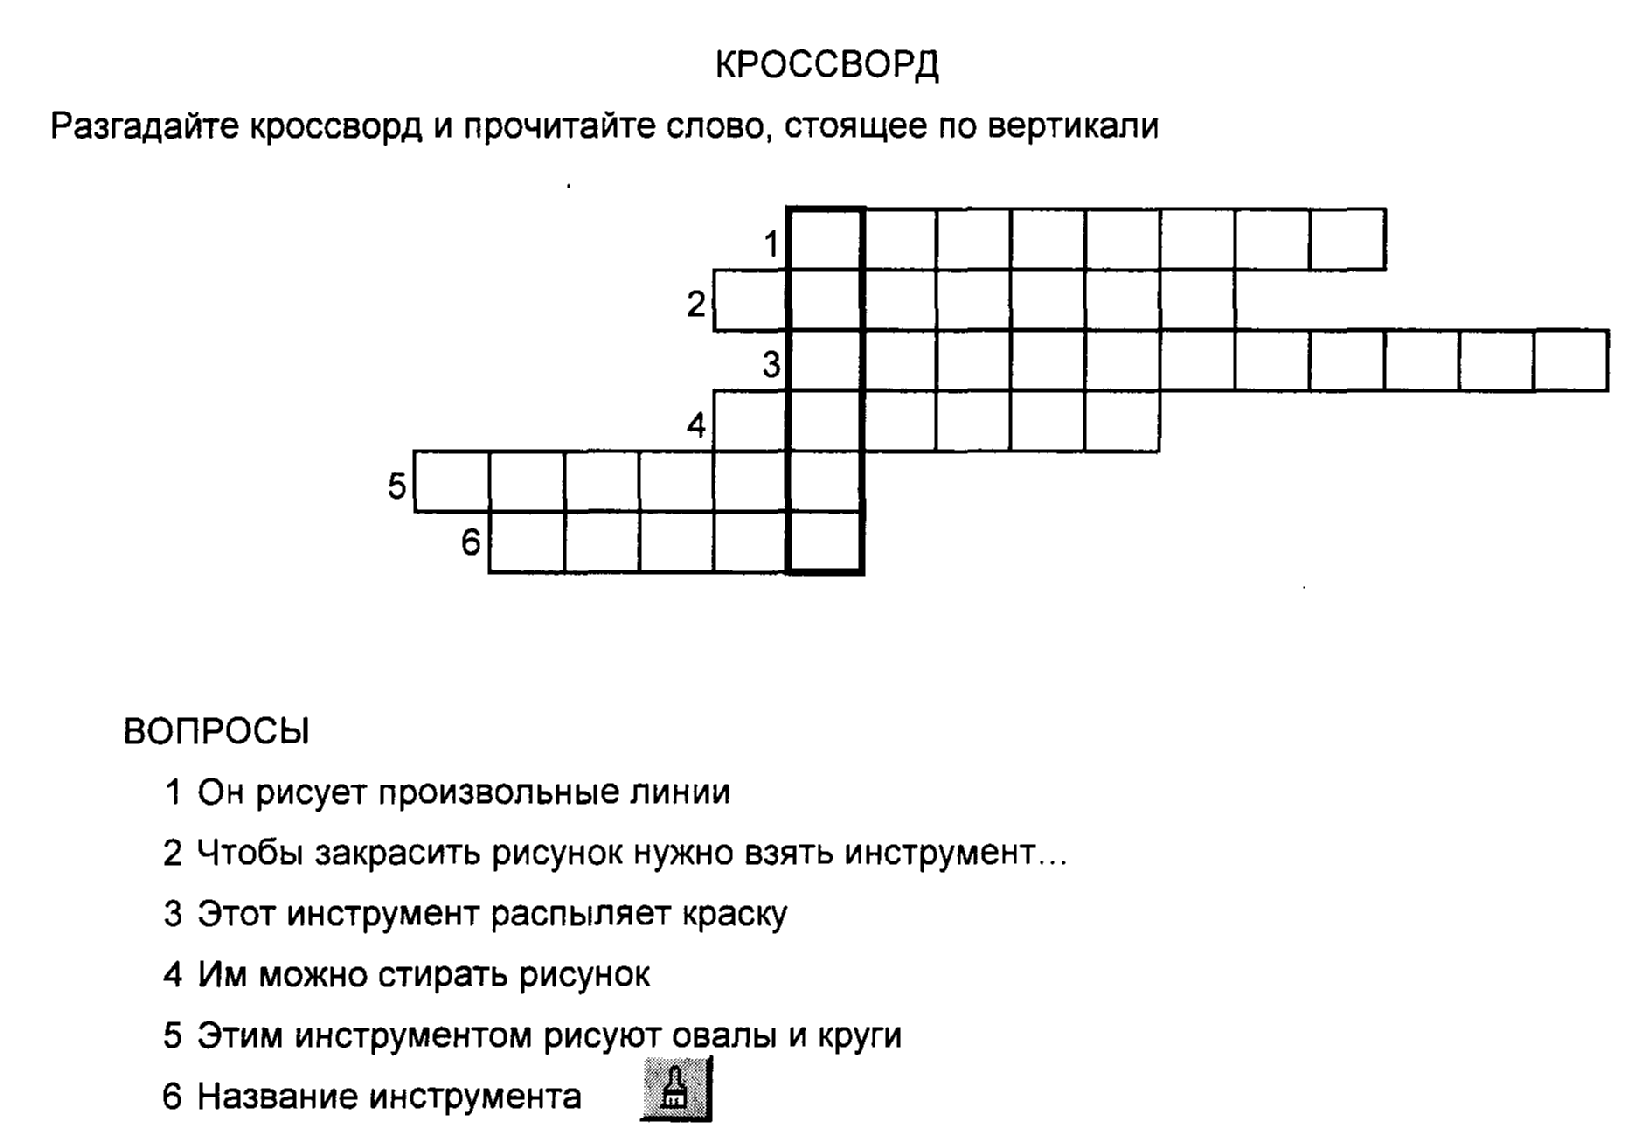 КРОССВОРД
Разгадайте кроссворд и прочитайте слово, стоящее по вертикали
1
2
3
4
5
6
ВОПРОСЫ
1 Он рисует произвольные линии
2 Чтобы закрасить рисунок нужно взять инструмент...
3 Этот инструмент распыляет краску
4 Им можно стирать рисунок
5 Этим инструментом рисуют овалы и круги
6 Название инструмента